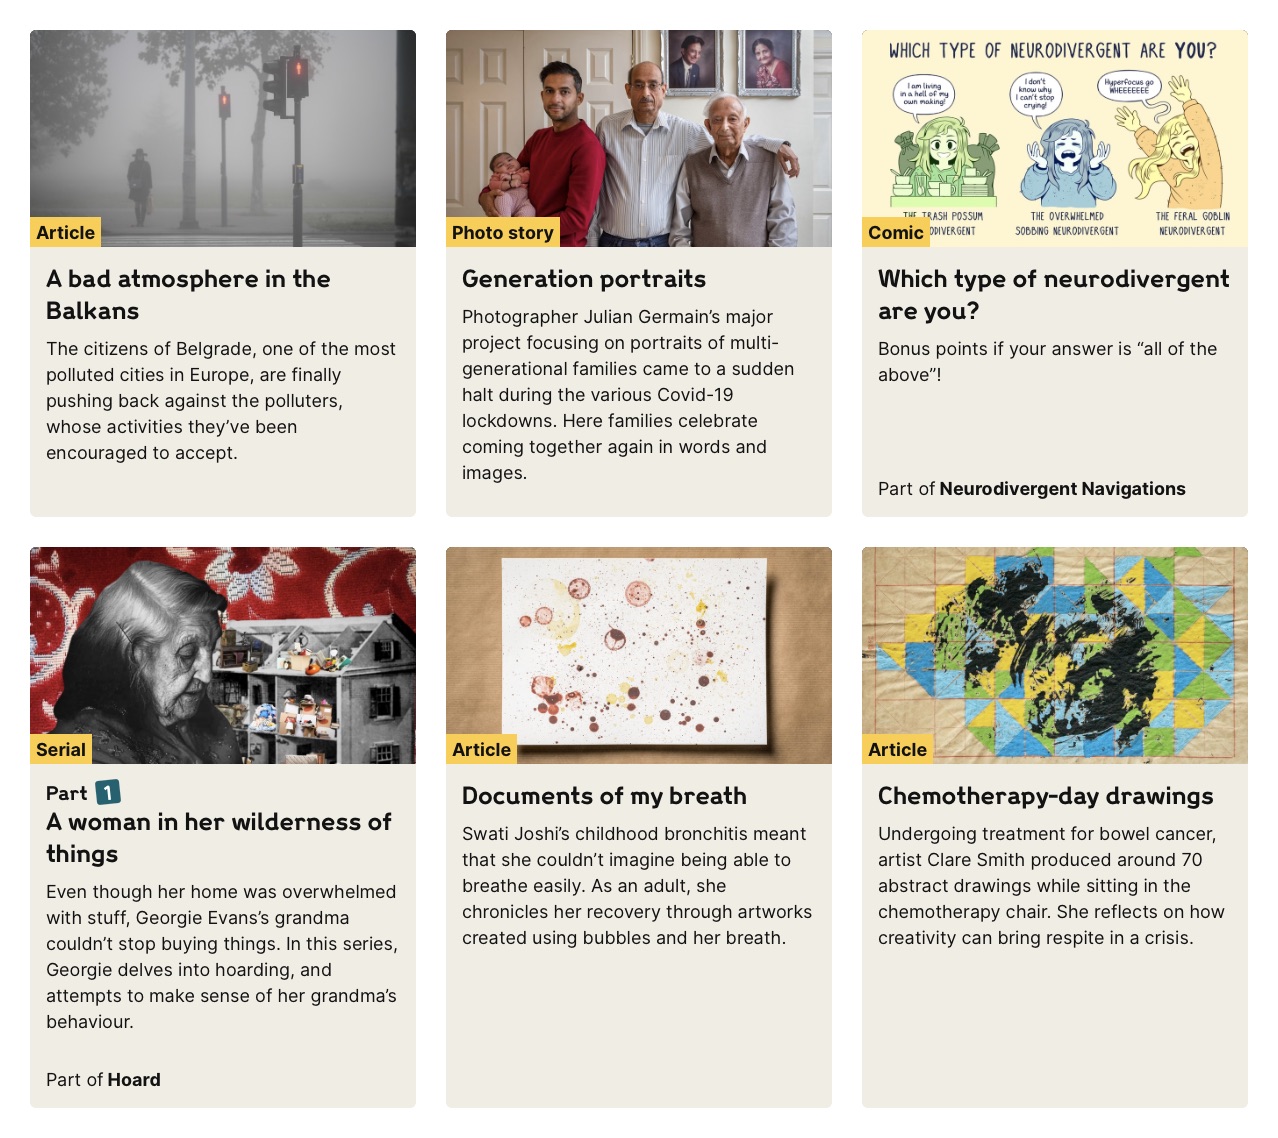 Article
A bad atmosphere in the
Balkans
The citizens of Belgrade, one of the most
polluted cities in Europe, are finally
pushing back against the polluters,
whose activities they’ve been
encouraged to accept.
Photo story
Generation portraits
Photographer Julian Germain’s major
project focusing on portraits of multi-
generational families came to a sudden
halt during the various Covid-19
lockdowns. Here families celebrate
coming together again in words and
images.
WHICH TYPE OF NEURODIVERGENT ARE YOU?
I am living
in a hell of my
own making!
I don't
know why
I can't stop
crying!
Hyperfocus go
WHEEEEEEE
THE TRASH POSSUM
THE OVERWHELMED
SOBBING NEURODIVERGENT
THE FERAL GOBLIN
NEURODIVERGENT
Comic
Which type of neurodivergent
are you?
Bonus points if your answer is “all of the
above”!
Part of Neurodivergent Navigations
Serial
Part 1
A woman in her wilderness of
things
Even though her home was overwhelmed
with stuff, Georgie Evans’s grandma
couldn’t stop buying things. In this series,
Georgie delves into hoarding, and
attempts to make sense of her grandma’s
behaviour.
Part of Hoard
Article
Documents of my breath
Swati Joshi’s childhood bronchitis meant
that she couldn’t imagine being able to
breathe easily. As an adult, she
chronicles her recovery through artworks
created using bubbles and her breath.
Article
Chemotherapy-day drawings
Undergoing treatment for bowel cancer,
artist Clare Smith produced around 70
abstract drawings while sitting in the
chemotherapy chair. She reflects on how
creativity can bring respite in a crisis.